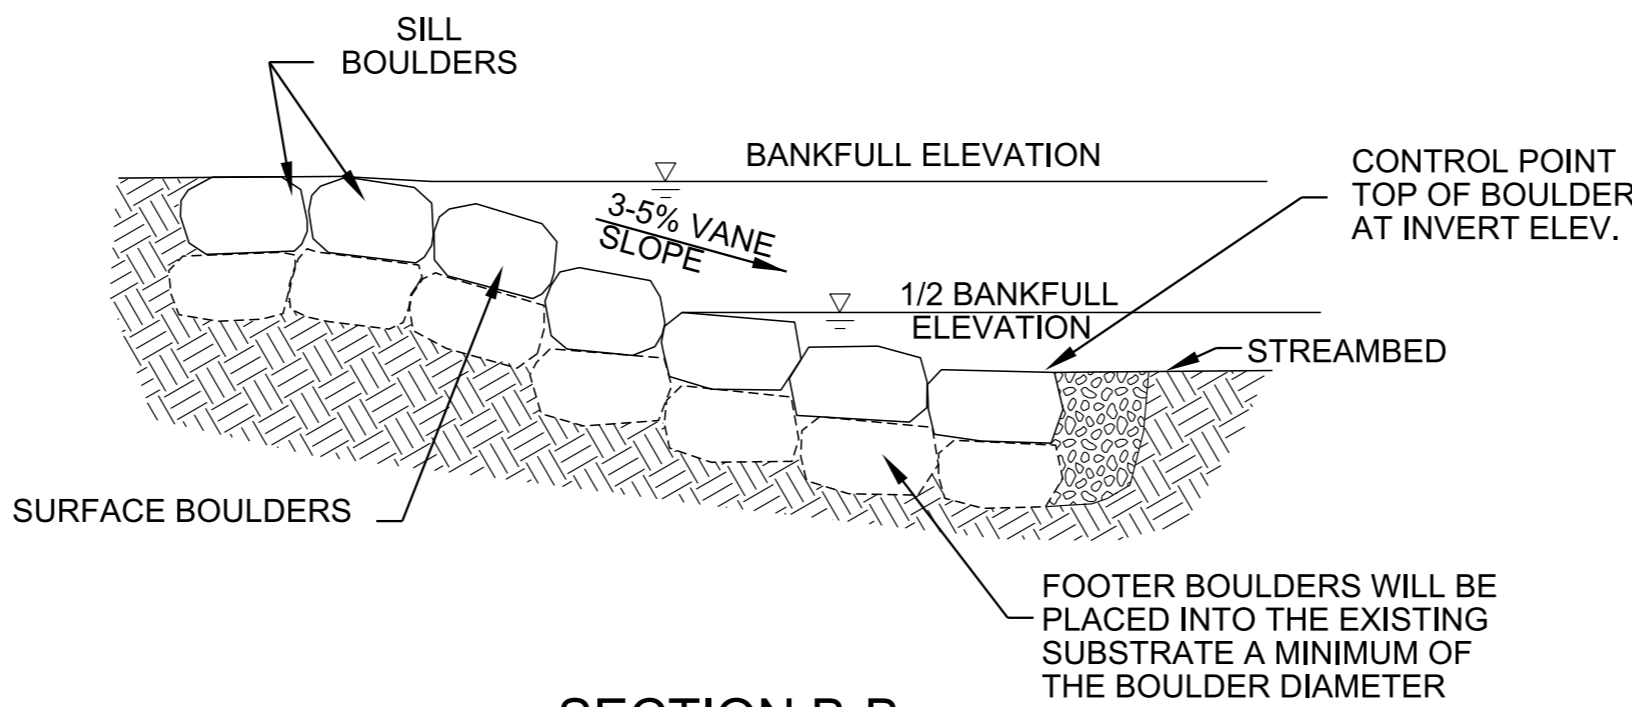 SILL
BOULDERS
BANKFULL ELEVATION
3-5% VANE
SLOPE
CONTROL POINT
TOP OF BOULDER
AT INVERT ELEV.
1/2 BANKFULL
ELEVATION
STREAMBED
SURFACE BOULDERS
FOOTER BOULDERS WILL BE
PLACED INTO THE EXISTING
SUBSTRATE A MINIMUM OF
THE BOULDER DIAMETER
SECTION B-B